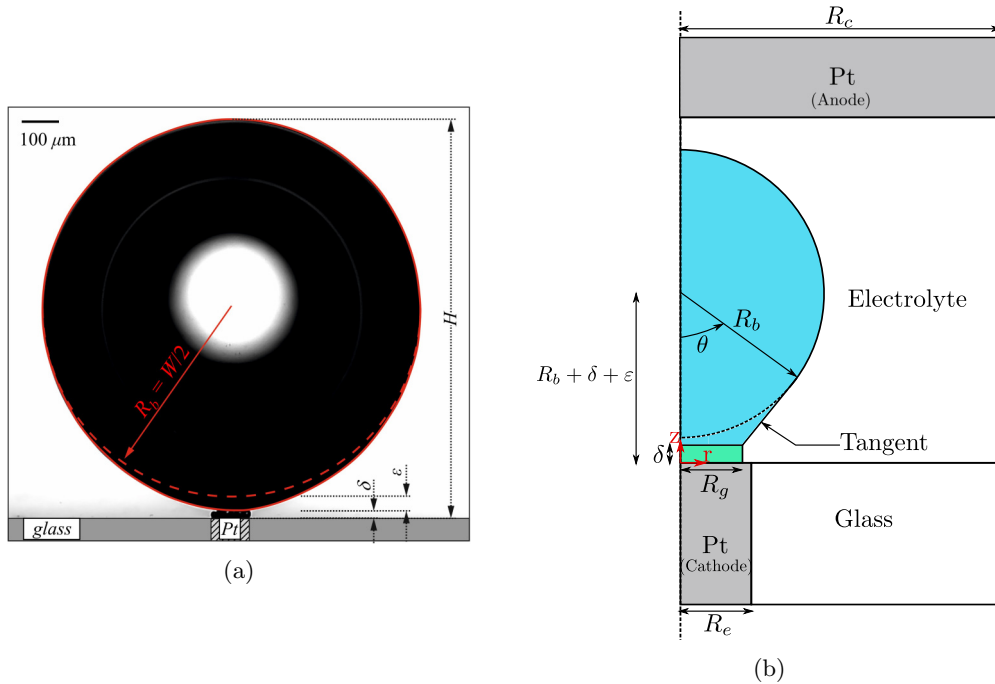 100 μm
R_b = W/2
H
δ
ε
glass
Pt
(a)
R_c
Pt
(Anode)
Electrolyte
R_b
θ
R_b + δ + ε
z
δ
r
R_g
Tangent
Glass
Pt
(Cathode)
R_e
(b)